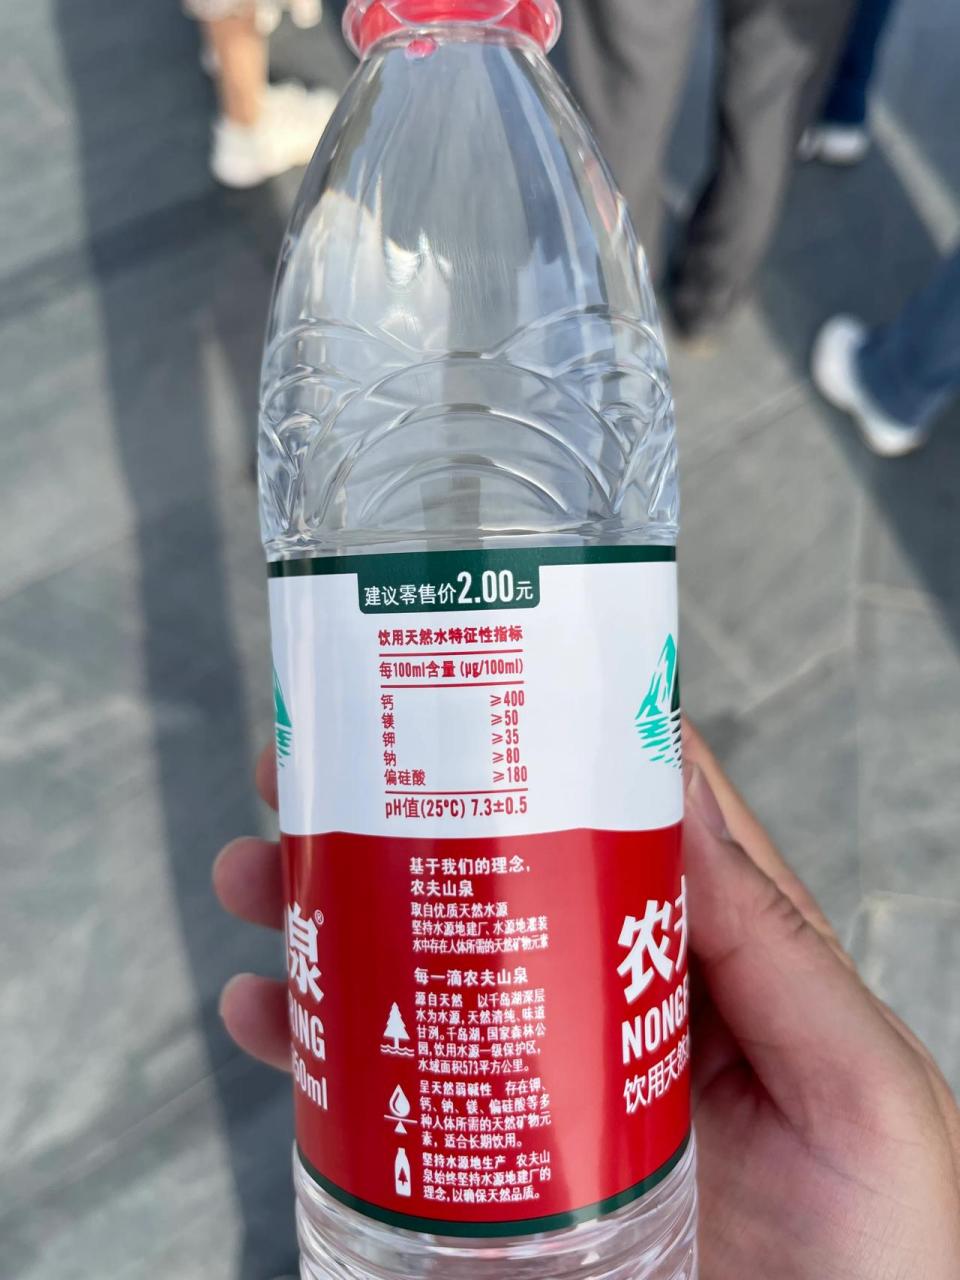 建议零售价2.00元
饮用天然水特征性指标
每100ml含量 (μg/100ml)
钙 ≥400
镁 ≥50
钾 ≥35
钠 ≥80
偏硅酸 ≥180
pH值(25°C) 7.3±0.5
基于我们的理念,
农夫山泉
取自优质天然水源
坚持水源地建厂、水源地灌装
水中存在人体所需的天然矿物元素
每一滴农夫山泉
源自天然 以千岛湖深层
水为水源,天然清纯、味道
甘洌。千岛湖,国家森林公
园,饮用水源一级保护区,
水域面积573平方公里。
呈天然弱碱性 存在钾、
钙、钠、镁、偏硅酸等多
种人体所需的天然矿物元
素,适合长期饮用。
坚持水源地生产 农夫山
泉始终坚持水源地建厂的
理念,以确保天然品质。
泉®
RING
50ml
农夫
NONGF
饮用天然